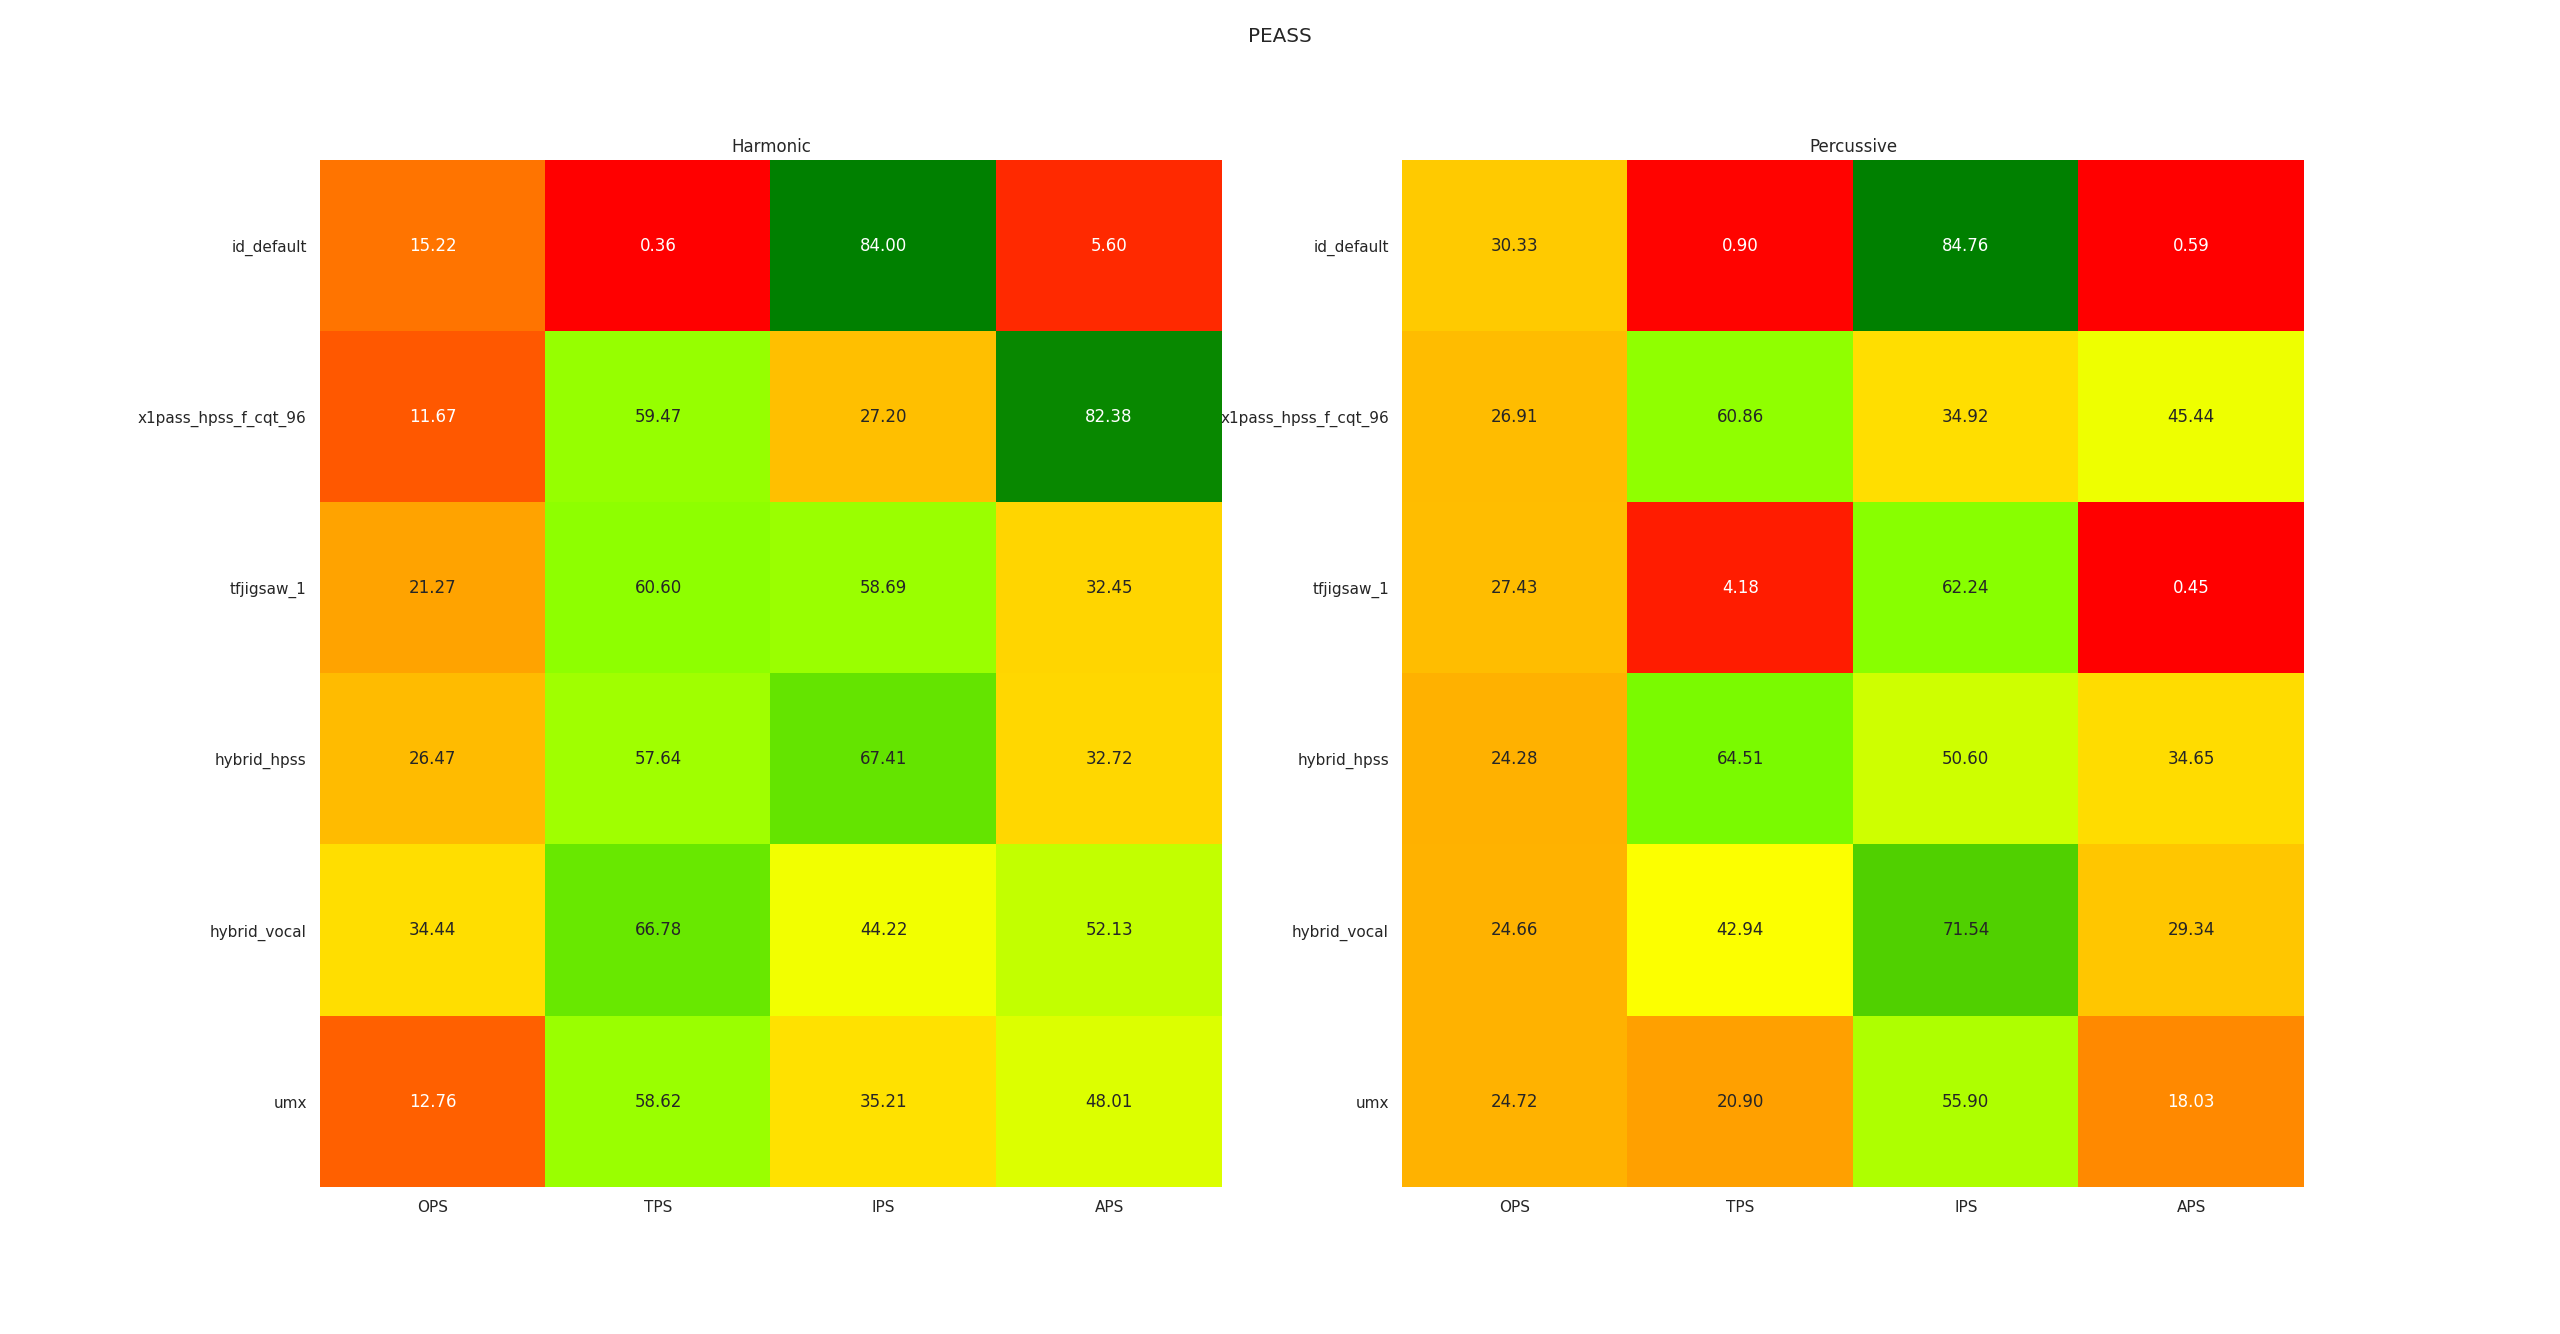 PEASS
Harmonic
id_default 15.22 0.36 84.00 5.60
x1pass_hpss_f_cqt_96 11.67 59.47 27.20 82.38
tfjigsaw_1 21.27 60.60 58.69 32.45
hybrid_hpss 26.47 57.64 67.41 32.72
hybrid_vocal 34.44 66.78 44.22 52.13
umx 12.76 58.62 35.21 48.01
OPS TPS IPS APS
Percussive
id_default 30.33 0.90 84.76 0.59
x1pass_hpss_f_cqt_96 26.91 60.86 34.92 45.44
tfjigsaw_1 27.43 4.18 62.24 0.45
hybrid_hpss 24.28 64.51 50.60 34.65
hybrid_vocal 24.66 42.94 71.54 29.34
umx 24.72 20.90 55.90 18.03
OPS TPS IPS APS